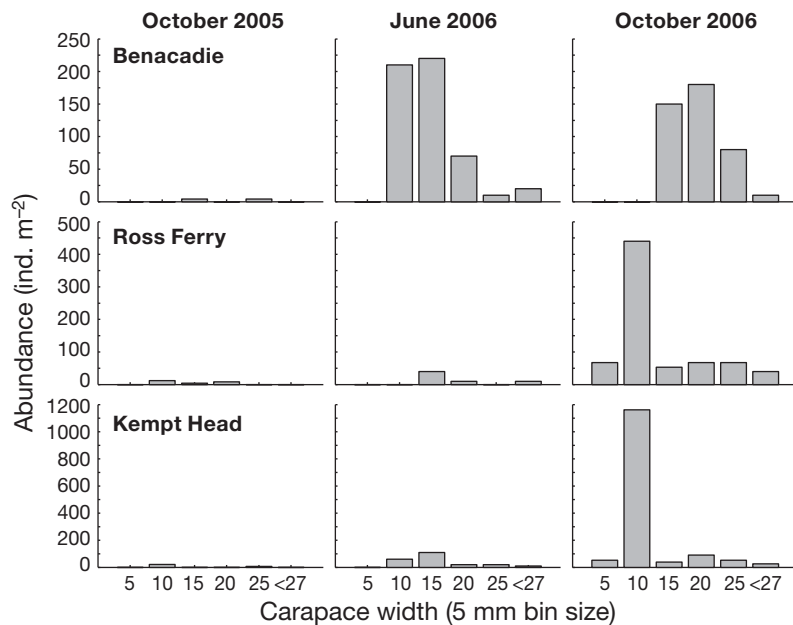 October 2005 June 2006 October 2006
Abundance (ind. m⁻²)
Benacadie
250
200
150
100
50
0
Ross Ferry
500
400
300
200
100
0
Kempt Head
1200
1000
800
600
400
200
0
5 10 15 20 25 <27 5 10 15 20 25 <27 5 10 15 20 25 <27
Carapace width (5 mm bin size)